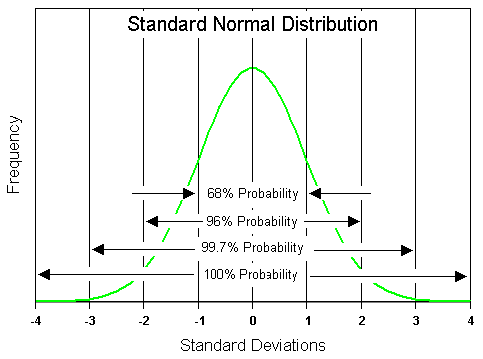 Standard Normal Distribution
Frequency
68% Probability
96% Probability
99.7% Probability
100% Probability
-4 -3 -2 -1 0 1 2 3 4
Standard Deviations